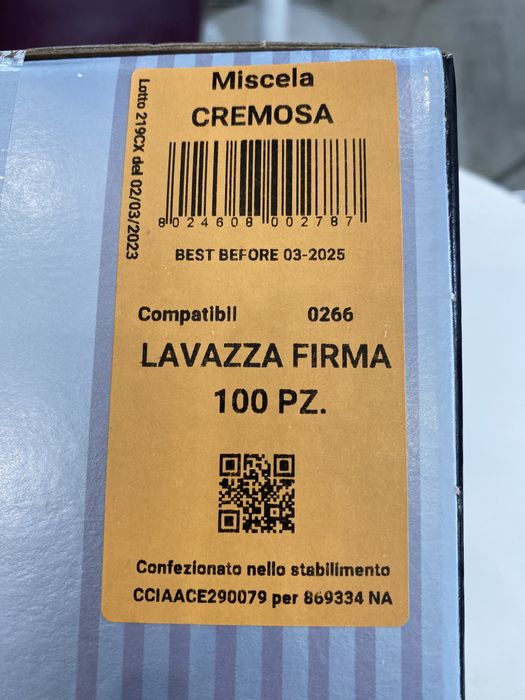 Miscela
CREMOSA
Lotto 219CX del 02/03/2023
8 024608 002787
BEST BEFORE 03-2025
Compatibili 0266
LAVAZZA FIRMA
100 PZ.
Confezionato nello stabilimento
CCIAACE290079 per 869334 NA